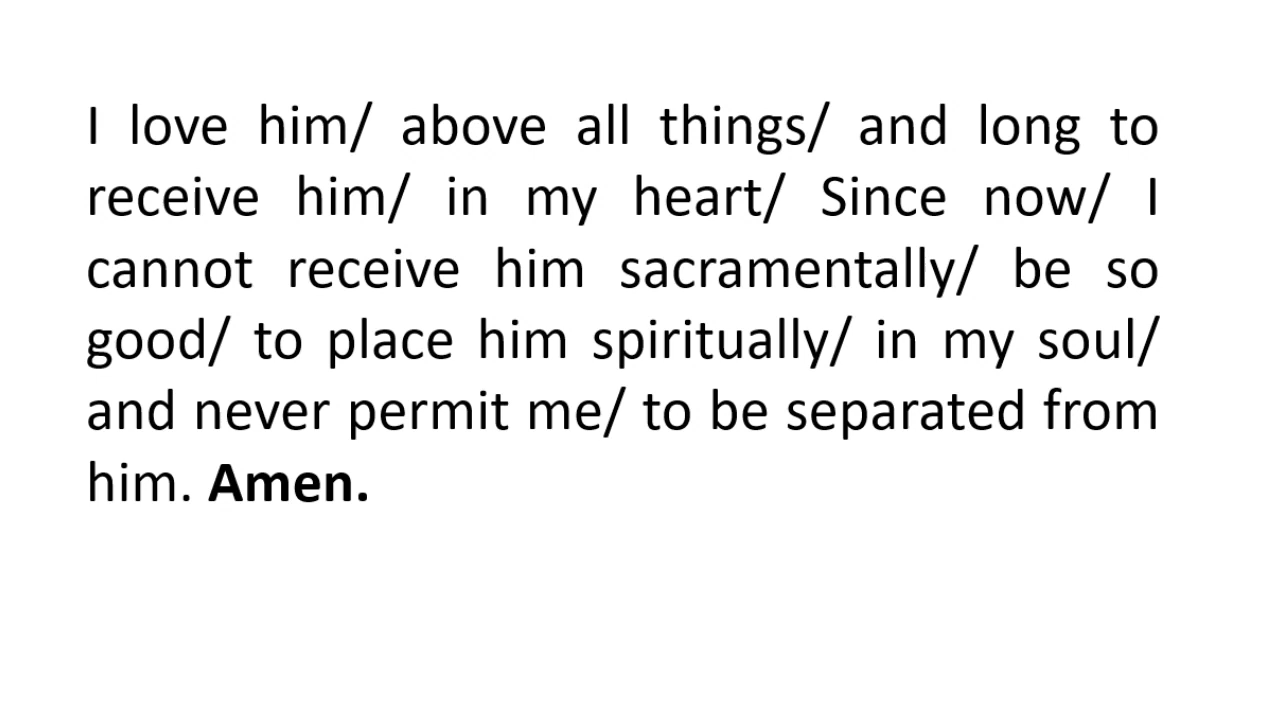 I love him/ above all things/ and long to
receive him/ in my heart/ Since now/ I
cannot receive him sacramentally/ be so
good/ to place him spiritually/ in my soul/
and never permit me/ to be separated from
him. Amen.